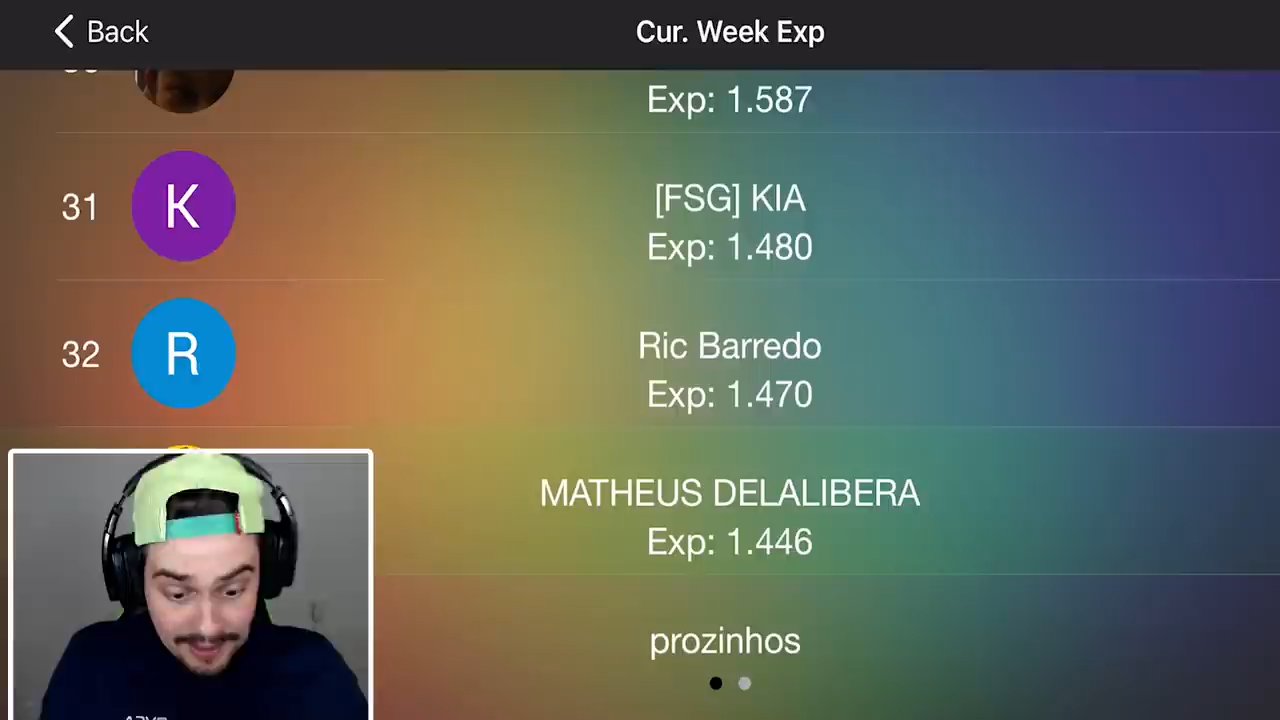 Back
Cur. Week Exp
Exp: 1.587
31
K
[FSG] KIA
Exp: 1.480
32
R
Ric Barredo
Exp: 1.470
MATHEUS DELALIBERA
Exp: 1.446
prozinhos